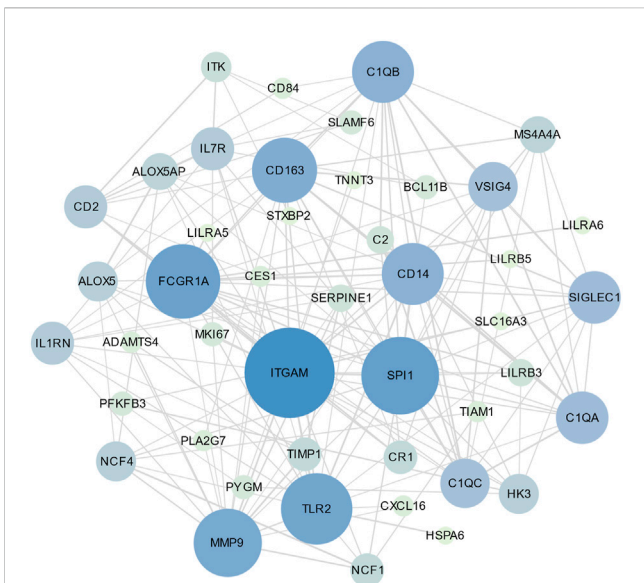 C1QB
ITK
CD84
SLAMF6
MS4A4A
IL7R
ALOX5AP
CD163
TNNT3
BCL11B
VSIG4
CD2
STXBP2
LILRA5
C2
LILRA6
LILRB5
FCGR1A
CES1
CD14
ALOX5
SERPINE1
SIGLEC1
SLC16A3
MKI67
IL1RN
ADAMTS4
ITGAM
SPI1
LILRB3
PFKFB3
TIAM1
C1QA
PLA2G7
TIMP1
CR1
NCF4
C1QC
PYGM
HK3
TLR2
CXCL16
HSPA6
MMP9
NCF1